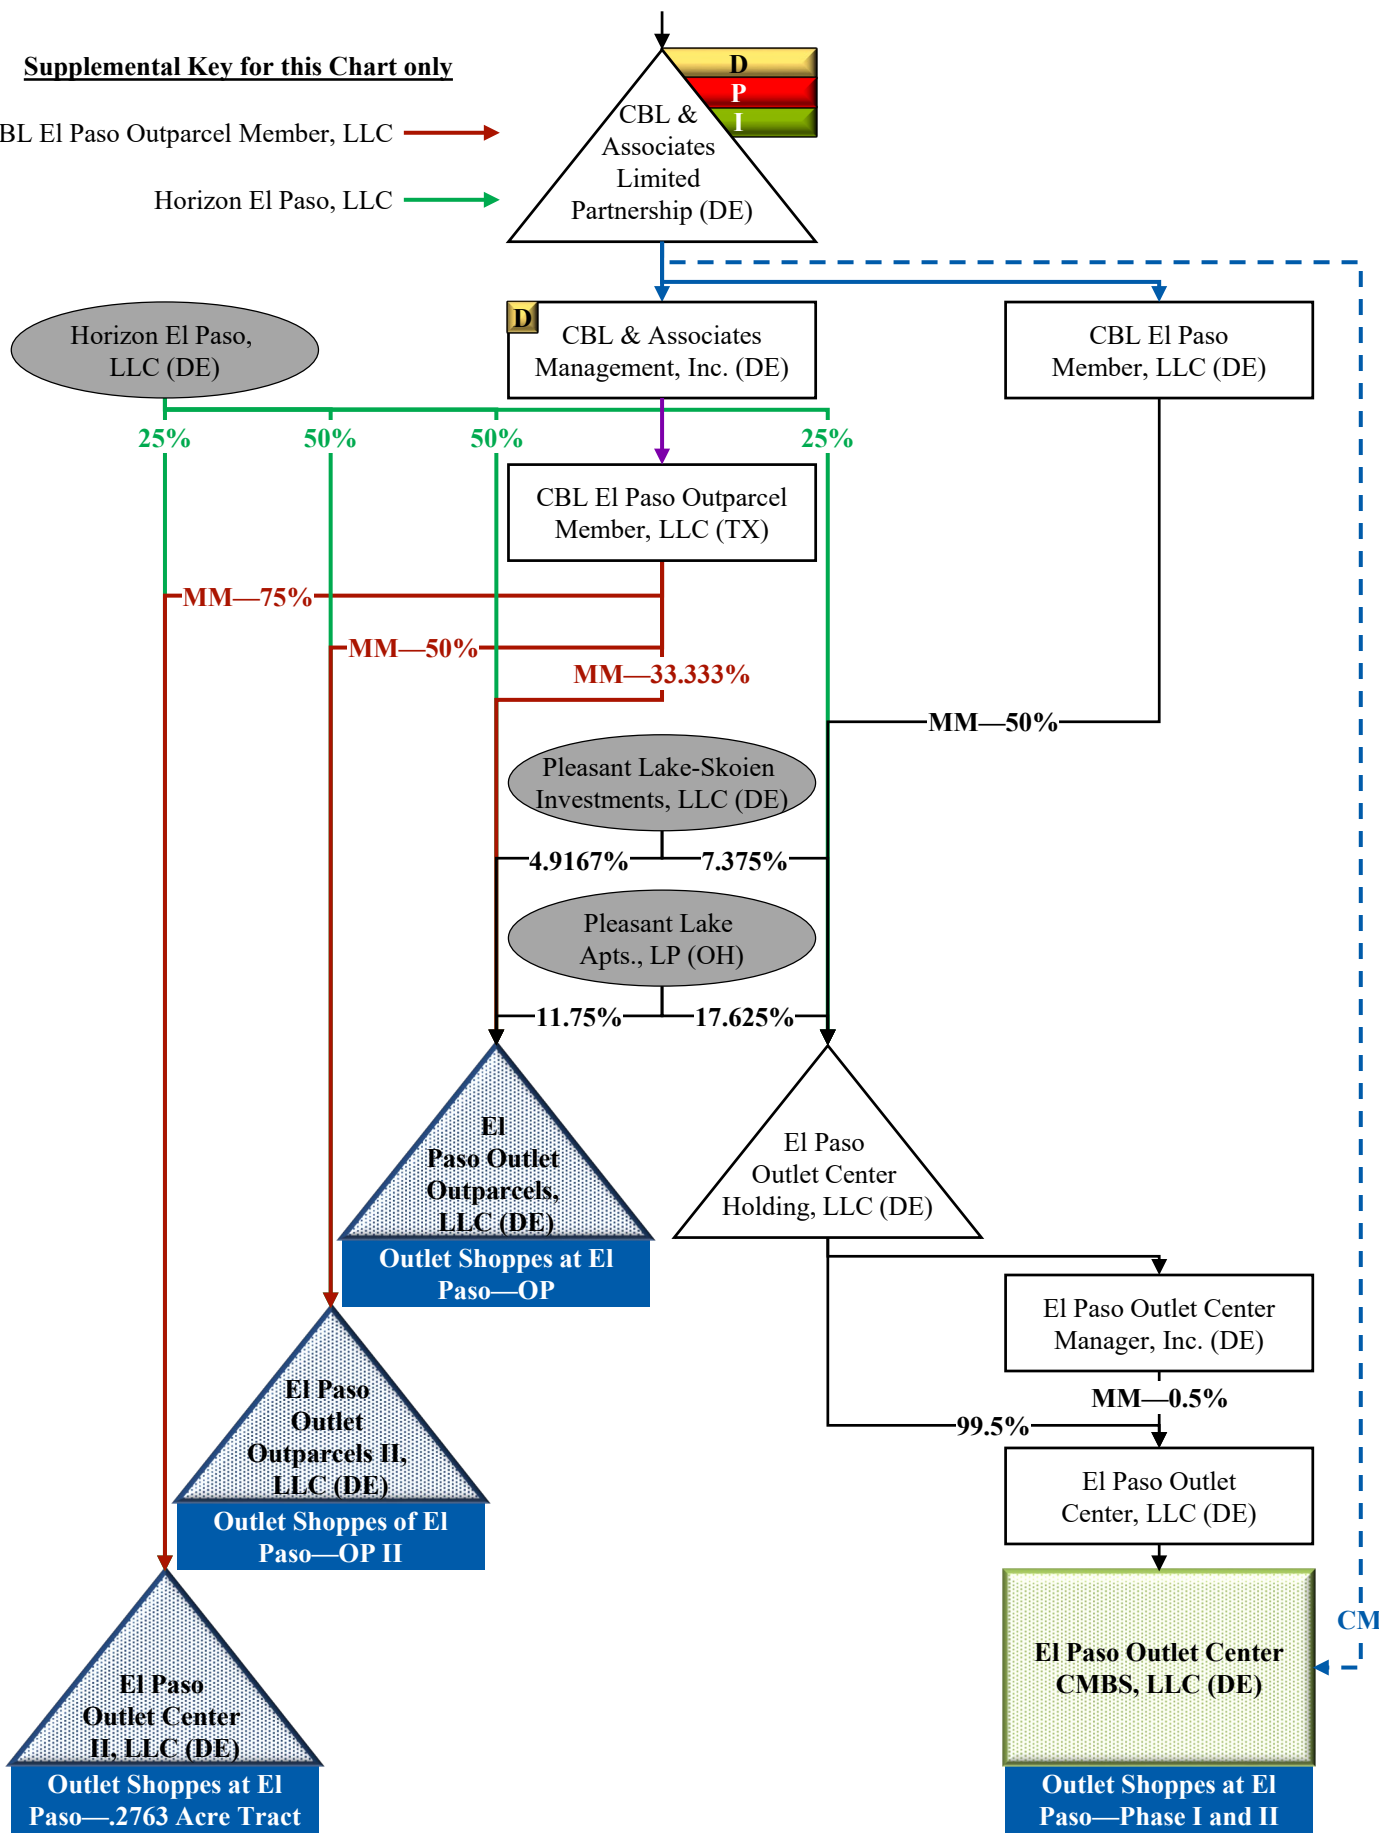 Supplemental Key for this Chart only
BL El Paso Outparcel Member, LLC
Horizon El Paso, LLC
D
P
I
CBL &
Associates
Limited
Partnership (DE)
Horizon El Paso,
LLC (DE)
D
CBL & Associates
Management, Inc. (DE)
CBL El Paso
Member, LLC (DE)
25%
50%
50%
25%
CBL El Paso Outparcel
Member, LLC (TX)
MM—75%
MM—50%
MM—33.333%
MM—50%
Pleasant Lake-Skoien
Investments, LLC (DE)
4.9167%
7.375%
Pleasant Lake
Apts., LP (OH)
11.75%
17.625%
El
Paso Outlet
Outparcels,
LLC (DE)
Outlet Shoppes at El
Paso—OP
El Paso
Outlet Center
Holding, LLC (DE)
El Paso Outlet Center
Manager, Inc. (DE)
MM—0.5%
99.5%
El Paso
Outlet
Outparcels II,
LLC (DE)
Outlet Shoppes of El
Paso—OP II
El Paso Outlet
Center, LLC (DE)
CM
El Paso Outlet Center
CMBS, LLC (DE)
El Paso
Outlet Center
II, LLC (DE)
Outlet Shoppes at El
Paso—.2763 Acre Tract
Outlet Shoppes at El
Paso—Phase I and II